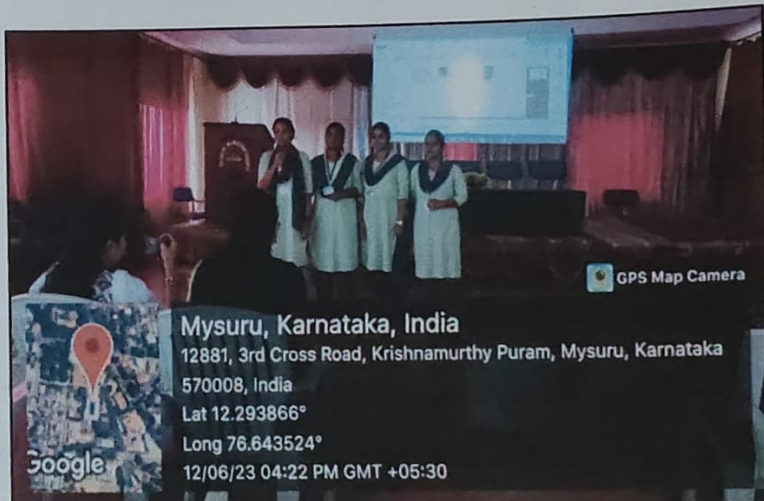 GPS Map Camera
Mysuru, Karnataka, India
12881, 3rd Cross Road, Krishnamurthy Puram, Mysuru, Karnataka
570008, India
Lat 12.293866°
Long 76.643524°
12/06/23 04:22 PM GMT +05:30
Google